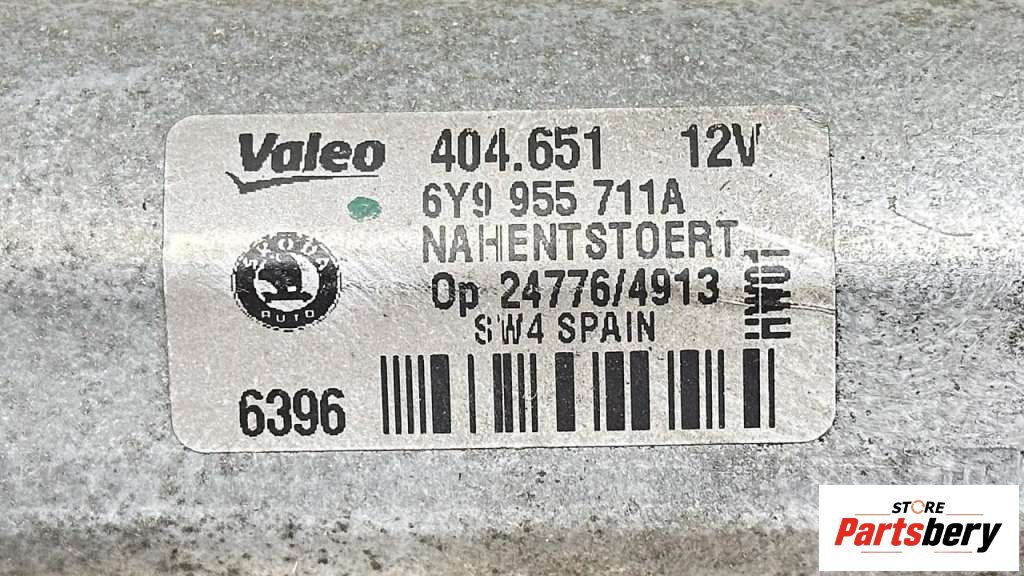 Valeo 404.651 12V
6Y9 955 711A
NAHENTSTOERT
HW01
SKODA
AUTO
Op 24776/4913
SW4 SPAIN
6396
STORE
Partsbery